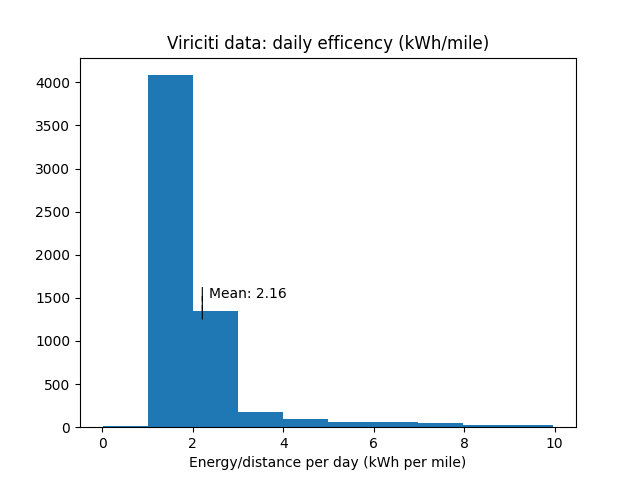 Viriciti data: daily efficency (kWh/mile)
4000
3500
3000
2500
2000
1500
1000
500
0
Mean: 2.16
0 2 4 6 8 10
Energy/distance per day (kWh per mile)